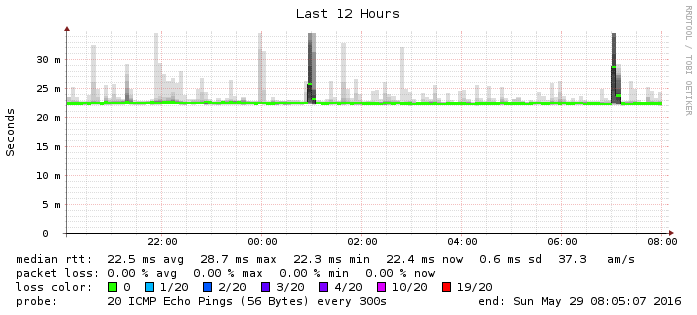 Last 12 Hours
RRDTOOL / TOBI OETIKER
Seconds
30 m
25 m
20 m
15 m
10 m
5 m
0
22:00 00:00 02:00 04:00 06:00 08:00
median rtt: 22.5 ms avg 28.7 ms max 22.3 ms min 22.4 ms now 0.6 ms sd 37.3 am/s
packet loss: 0.00 % avg 0.00 % max 0.00 % min 0.00 % now
loss color: 0 1/20 2/20 3/20 4/20 10/20 19/20
probe: 20 ICMP Echo Pings (56 Bytes) every 300s end: Sun May 29 08:05:07 2016